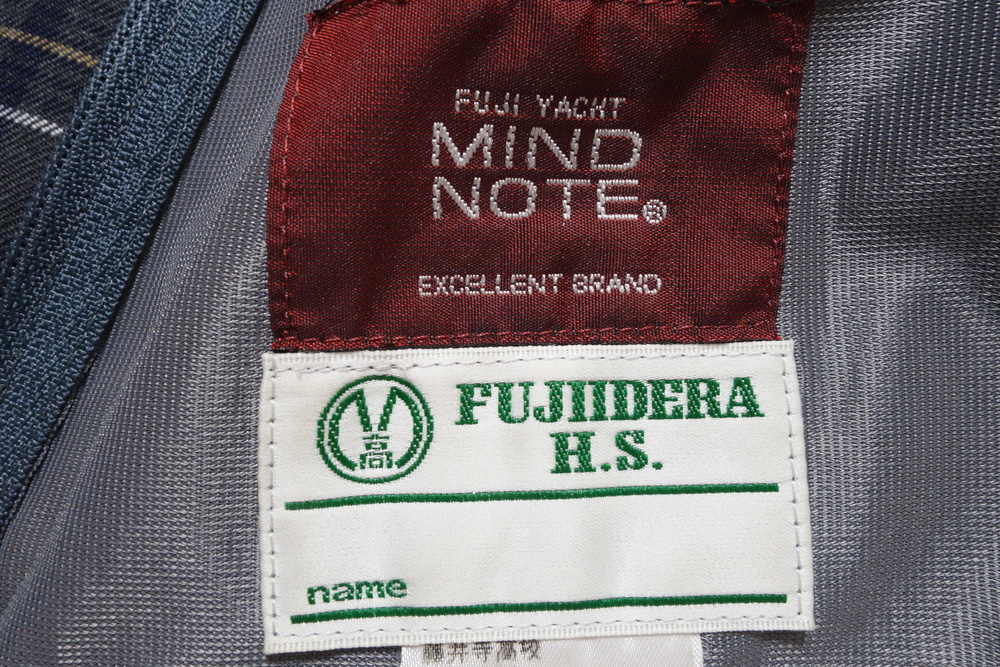 FUJI YACHT
MIND
NOTE®
EXCELLENT BRAND
高
FUJIIDERA
H.S.
name
藤井寺高校